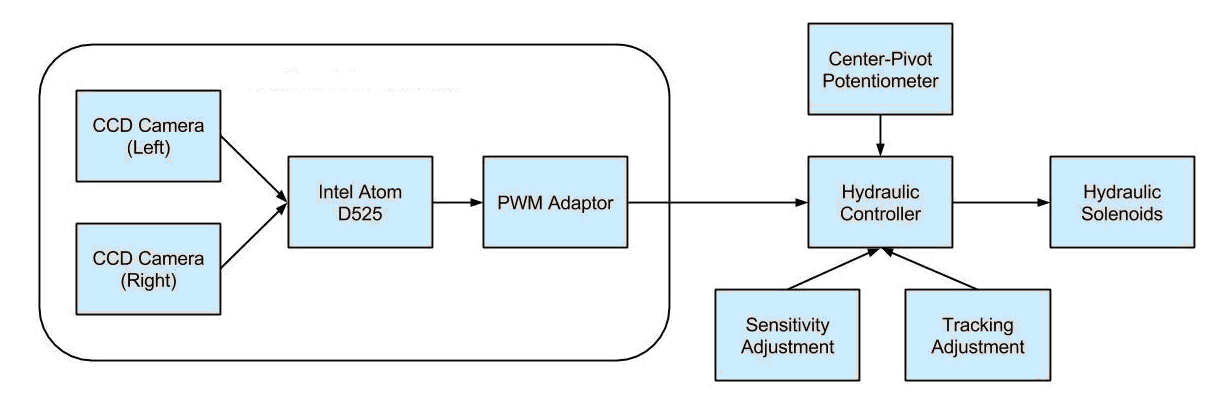 CCD Camera
(Left)
CCD Camera
(Right)
Intel Atom
D525
PWM Adaptor
Center-Pivot
Potentiometer
Hydraulic
Controller
Hydraulic
Solenoids
Sensitivity
Adjustment
Tracking
Adjustment